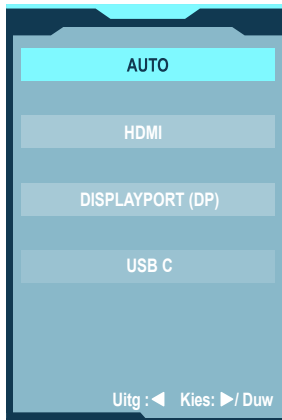 AUTO
HDMI
DISPLAYPORT (DP)
USB C
Uitg :◀ Kies: ▶/ Duw